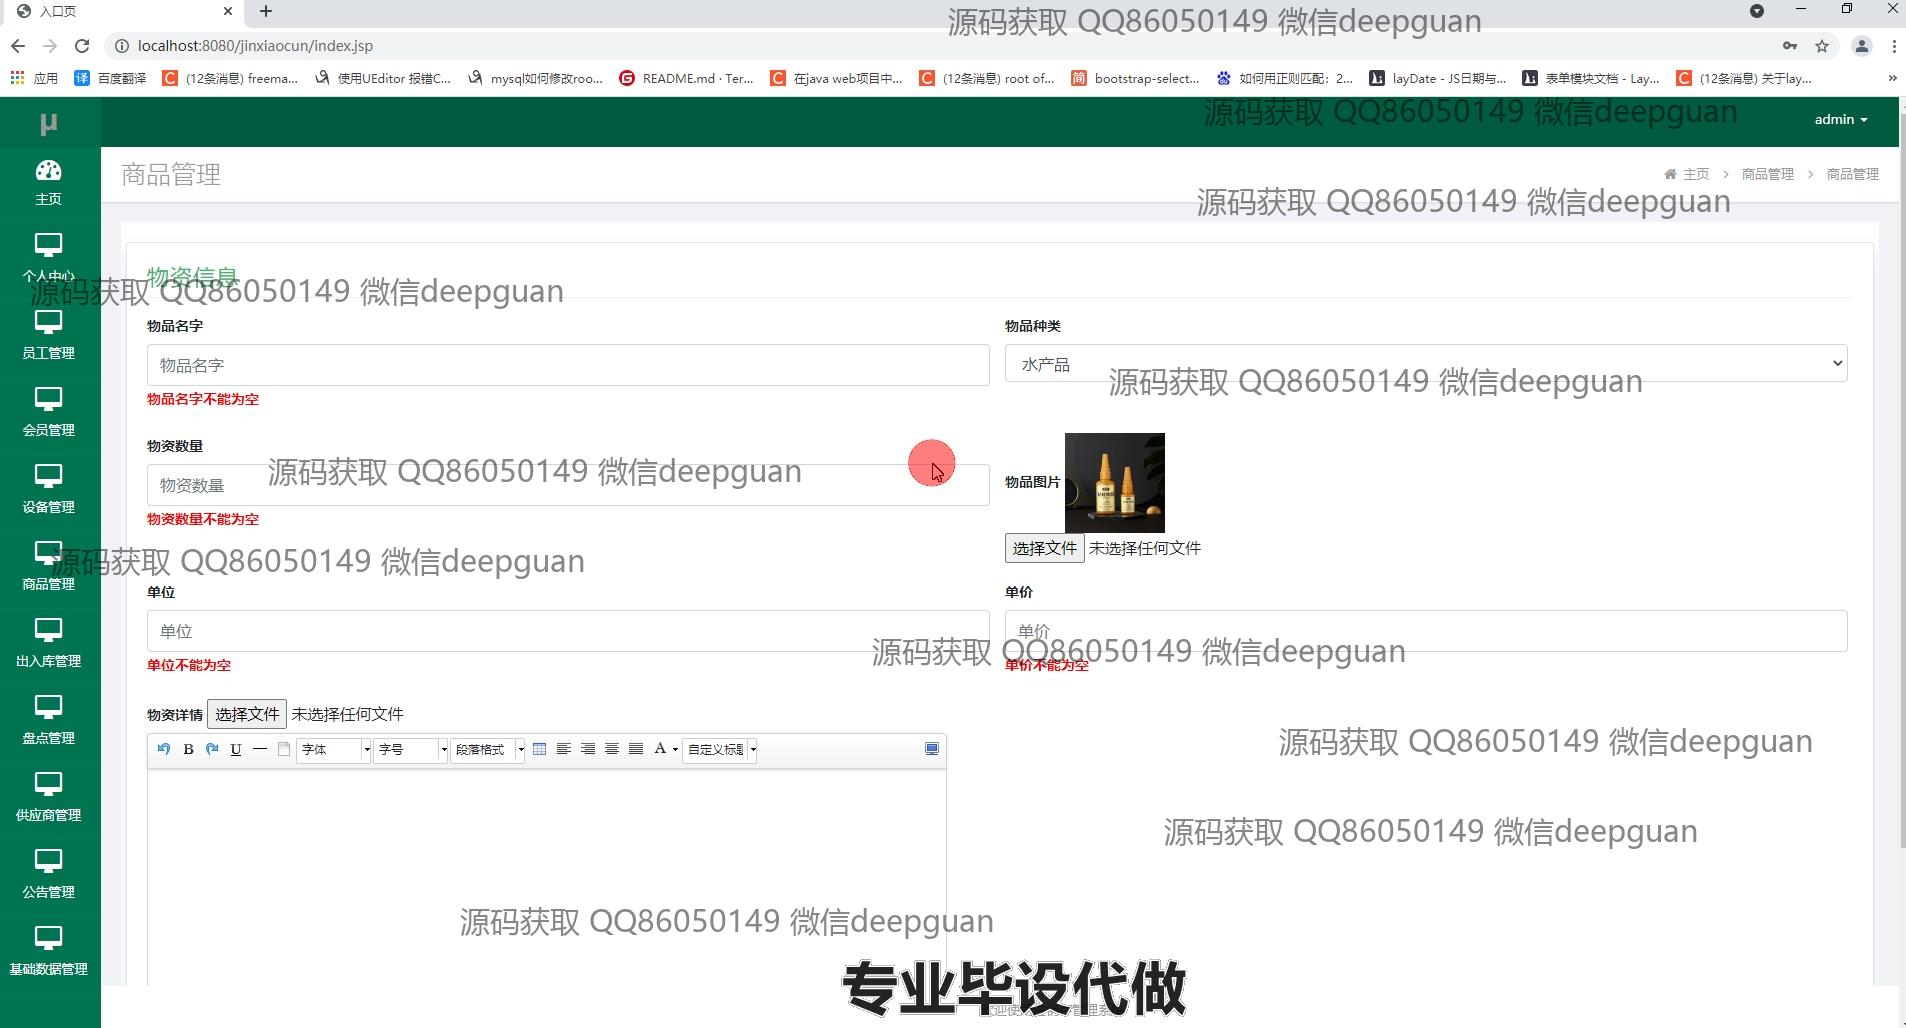 入口页
源码获取 QQ86050149 微信deepguan
localhost:8080/jinxiaocun/index.jsp
应用
百度翻译
(12条消息) freema...
使用UEditor 报错C...
mysql如何修改roo...
README.md · Ter...
在java web项目中...
(12条消息) root of...
bootstrap-select...
如何用正则匹配：2...
layDate - JS日期与...
表单模块文档 - Lay...
(12条消息) 关于lay...
»
μ
源码获取 QQ86050149 微信deepguan
admin
主页
商品管理
主页 > 商品管理 > 商品管理
源码获取 QQ86050149 微信deepguan
个人中心
物资信息
源码获取 QQ86050149 微信deepguan
员工管理
物品名字
物品种类
物品名字
水产品
源码获取 QQ86050149 微信deepguan
物品名字不能为空
会员管理
物资数量
源码获取 QQ86050149 微信deepguan
物资数量
物品图片
设备管理
物资数量不能为空
选择文件 未选择任何文件
源码获取 QQ86050149 微信deepguan
商品管理
单位
单价
单位
单价
源码获取 QQ86050149 微信deepguan
出入库管理
单位不能为空
单价不能为空
物资详情 选择文件 未选择任何文件
盘点管理
B U 字体 字号 段落格式 A 自定义标题
源码获取 QQ86050149 微信deepguan
供应商管理
源码获取 QQ86050149 微信deepguan
公告管理
源码获取 QQ86050149 微信deepguan
基础数据管理
专业毕设代做